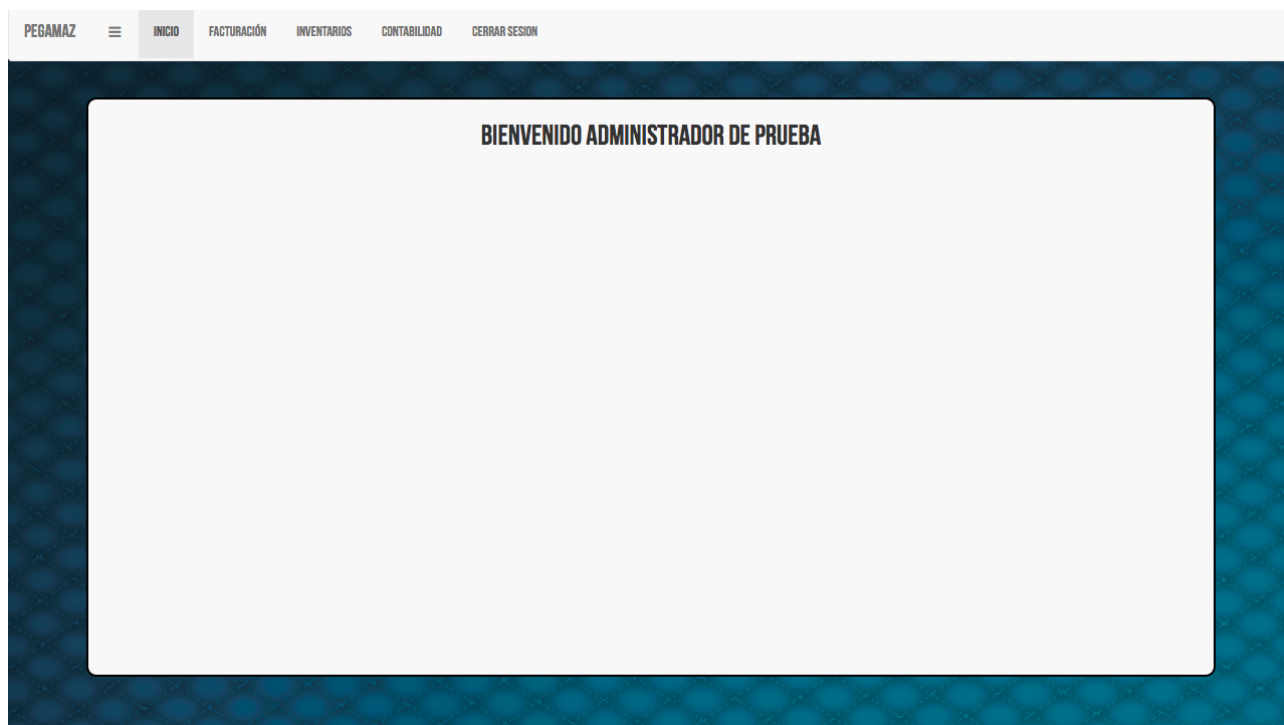 PEGAMAZ ≡ INICIO FACTURACIÓN INVENTARIOS CONTABILIDAD CERRAR SESION
BIENVENIDO ADMINISTRADOR DE PRUEBA